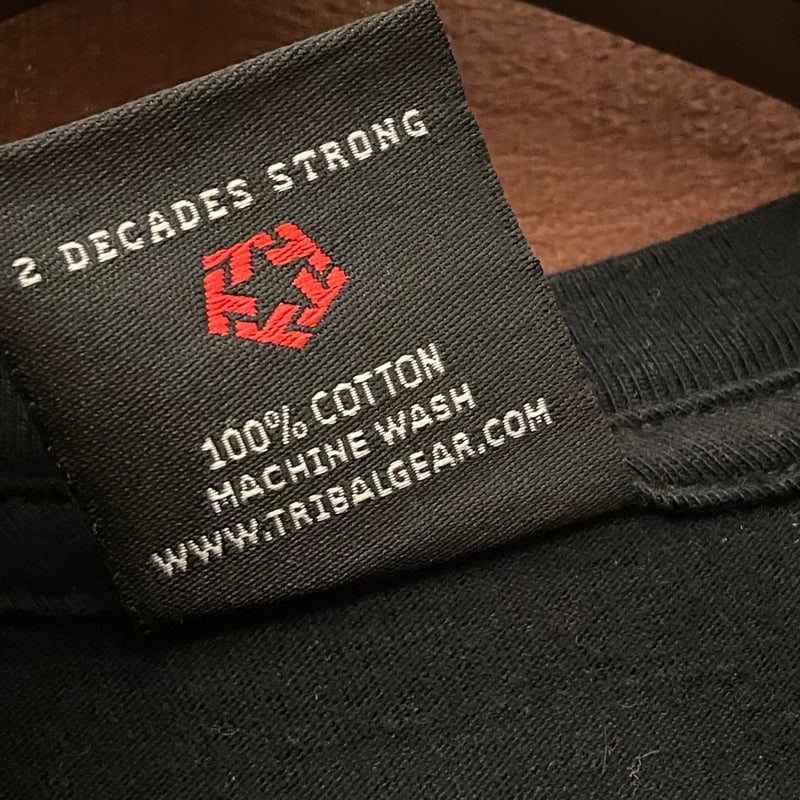 2 DECADES STRONG
100% COTTON
MACHINE WASH
WWW.TRIBALGEAR.COM